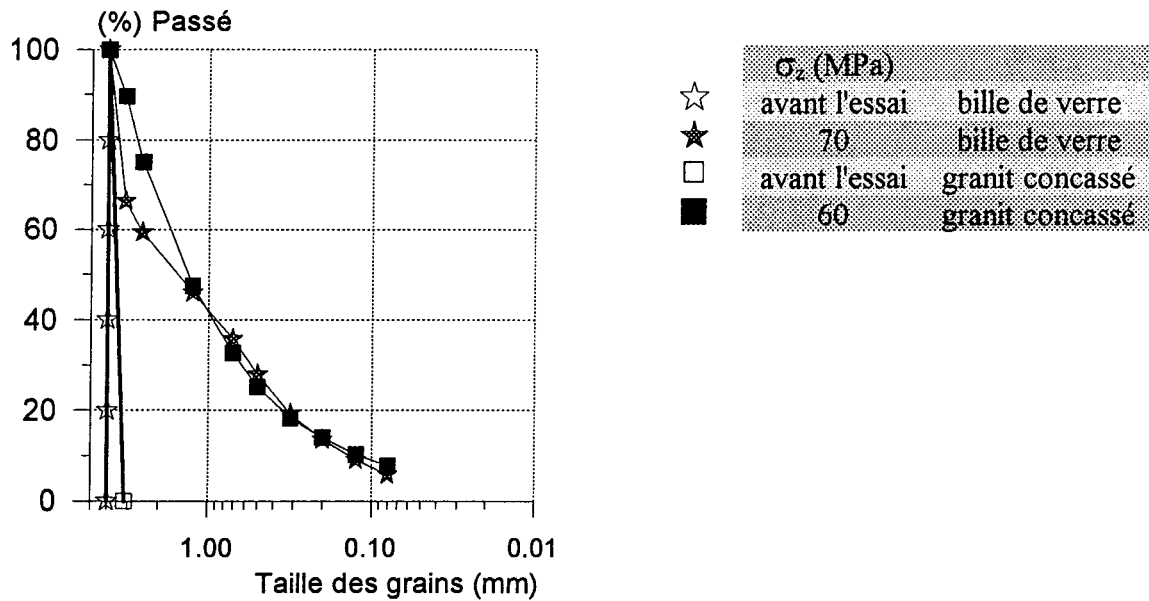 (%) Passé
100
80
60
40
20
0
1.00 0.10 0.01
Taille des grains (mm)
σz (MPa)
avant l'essai bille de verre
70 bille de verre
avant l'essai granit concassé
60 granit concassé